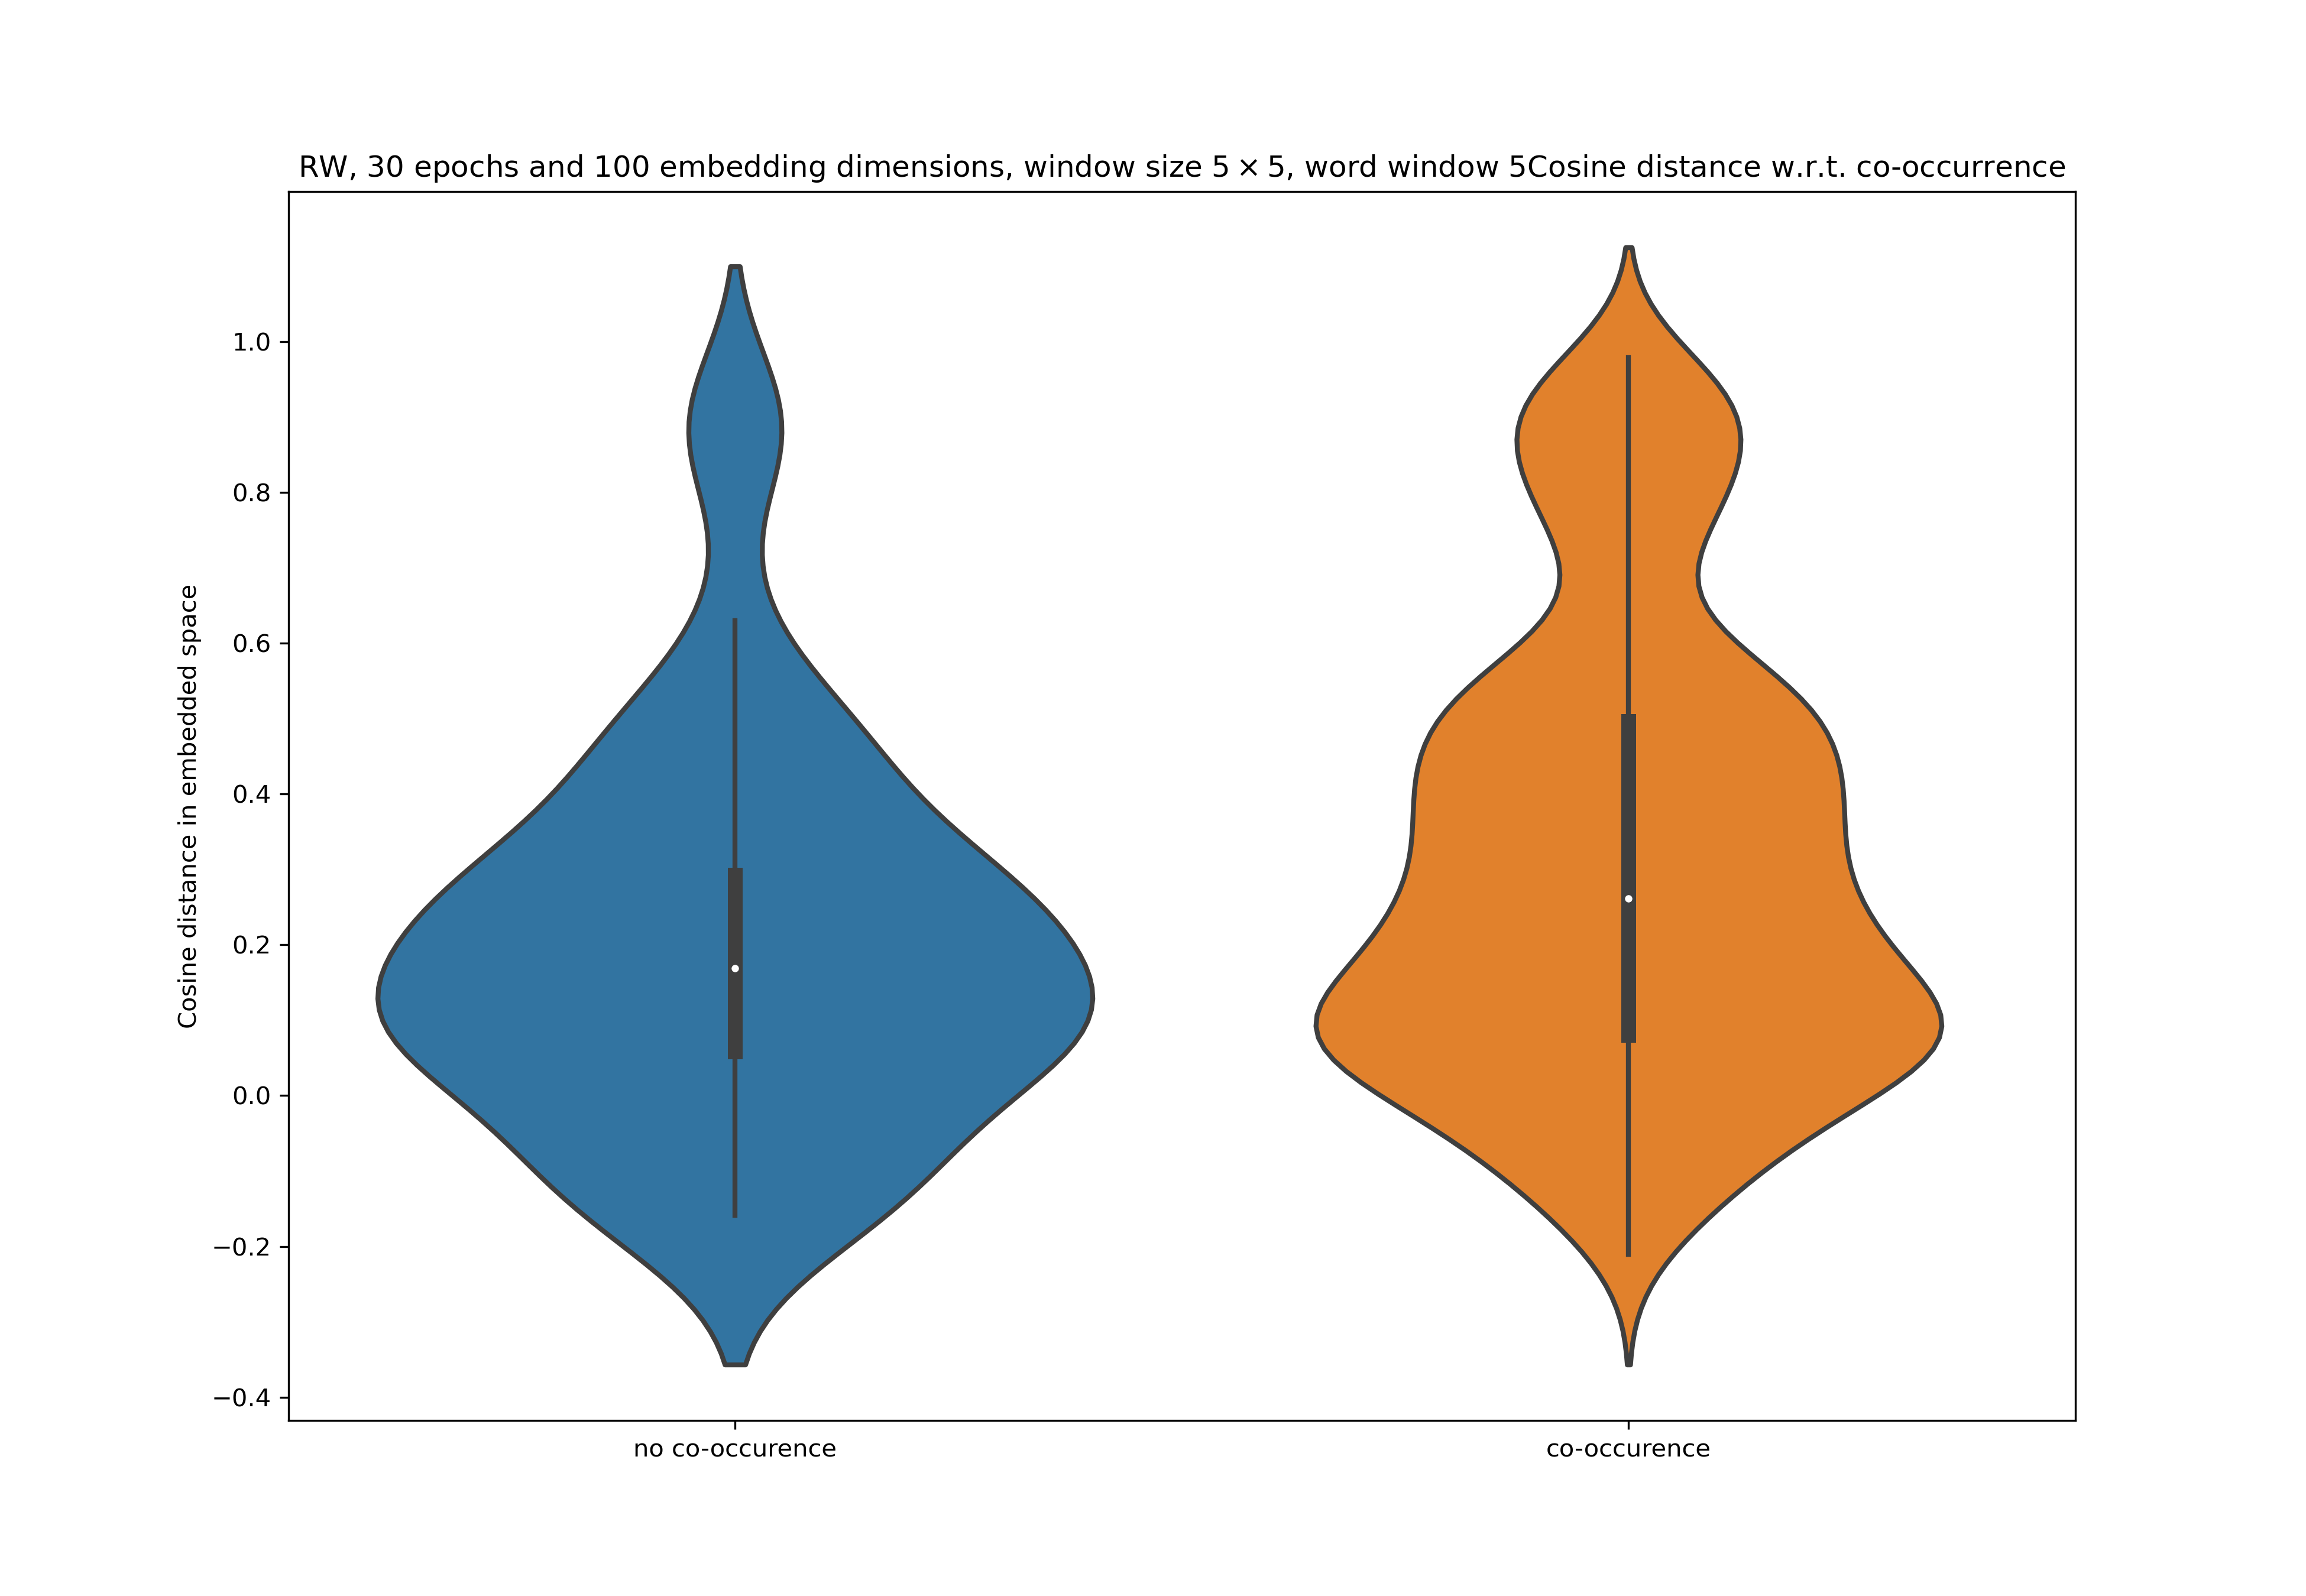 RW, 30 epochs and 100 embedding dimensions, window size 5 × 5, word window 5Cosine distance w.r.t. co-occurrence
Cosine distance in embedded space
1.0
0.8
0.6
0.4
0.2
0.0
−0.2
−0.4
no co-occurence
co-occurence